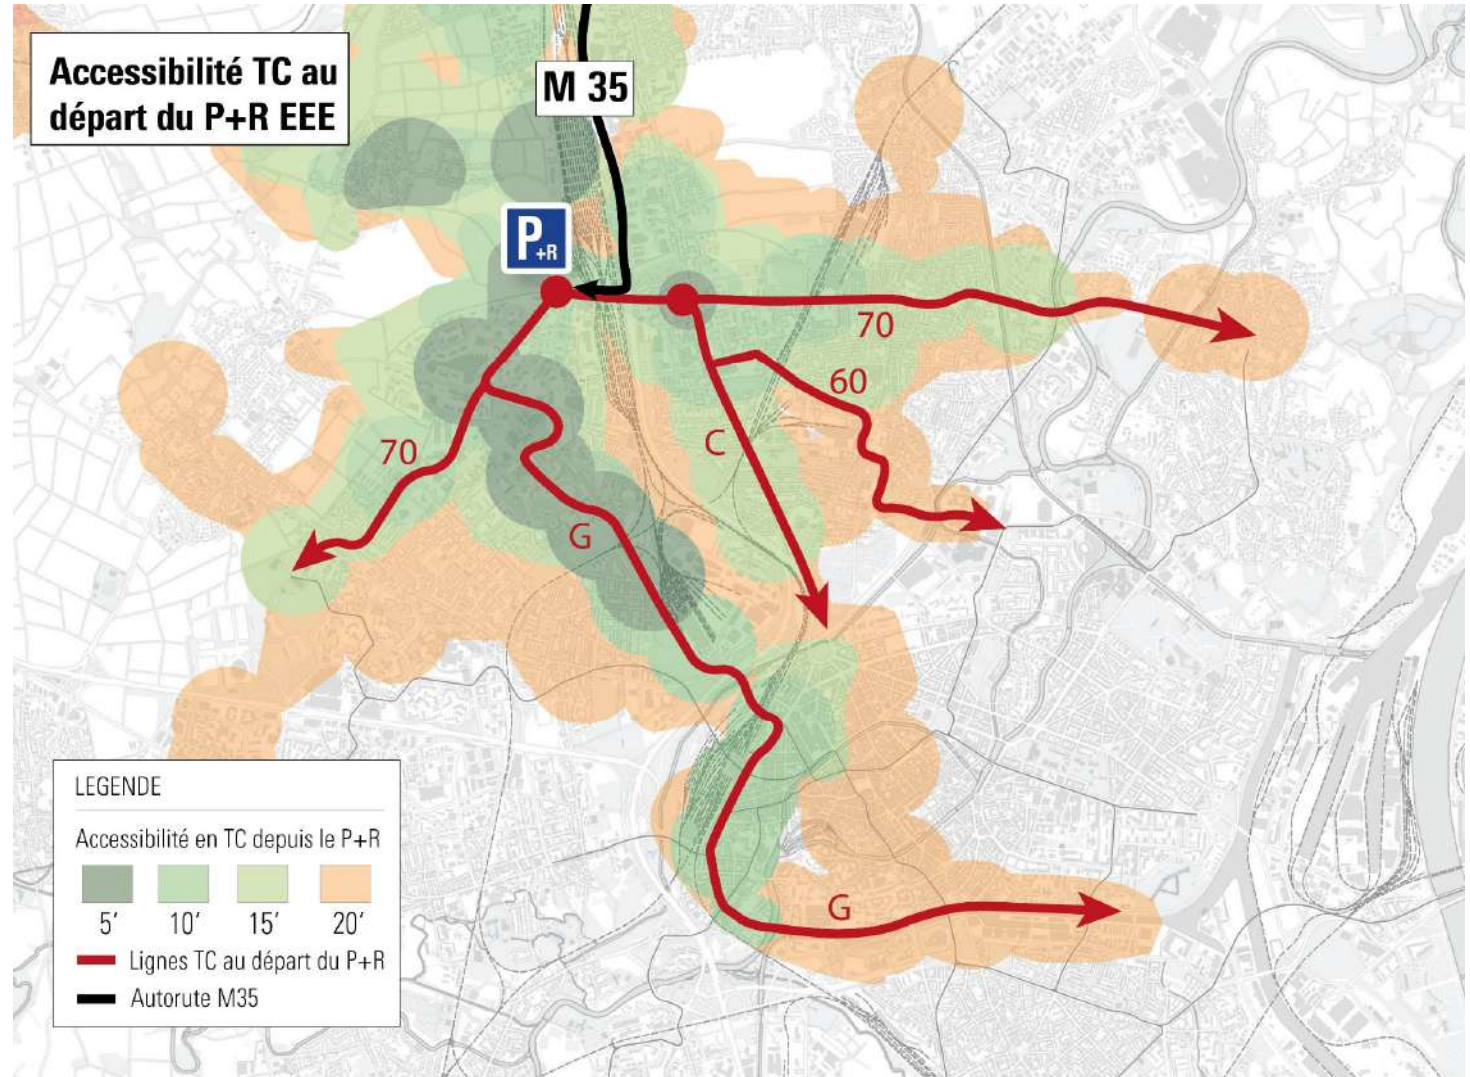 Accessibilité TC au
départ du P+R EEE
M 35
P+R
70
60
70
C
G
G
LEGENDE
Accessibilité en TC depuis le P+R
5’ 10’ 15’ 20’
Lignes TC au départ du P+R
Autorute M35